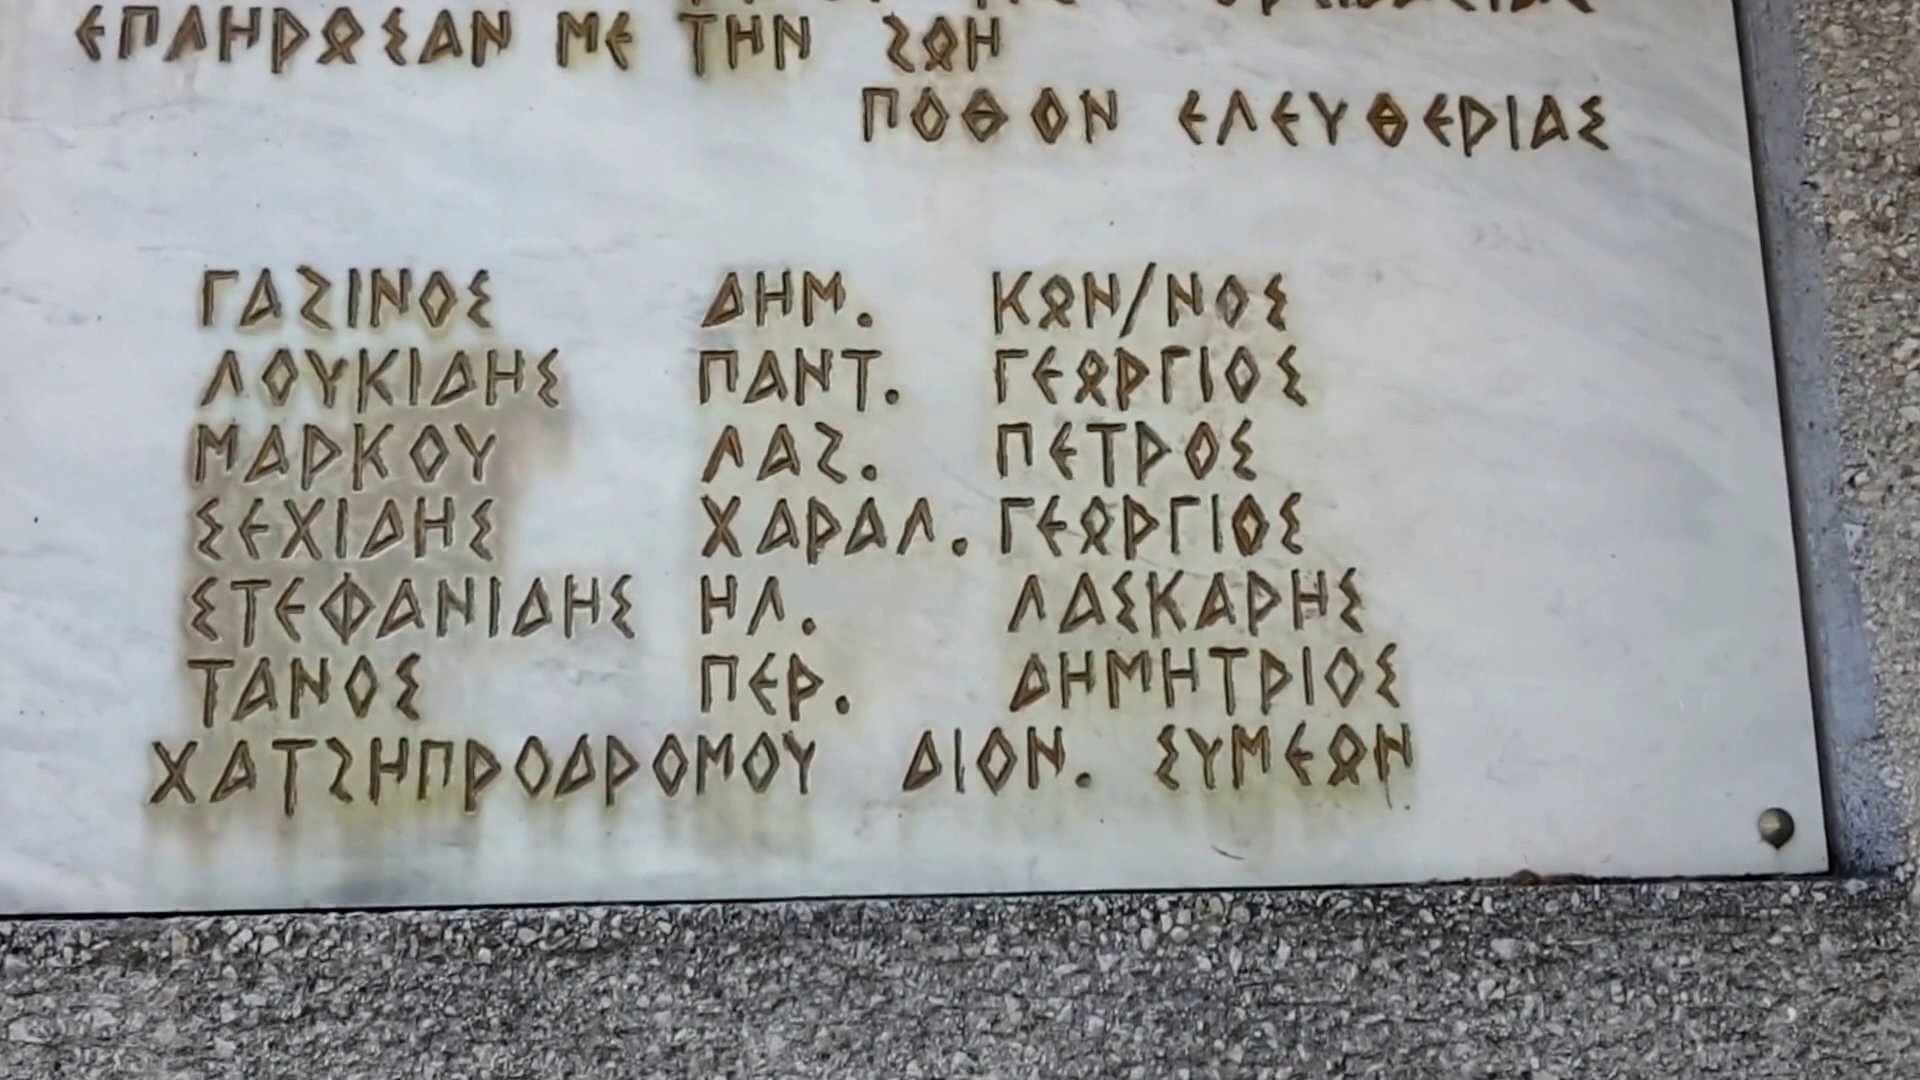 ΕΠΛΗΡΩΣΑΝ ΜΕ ΤΗΝ ΖΩΗ
ΠΟΘΟΝ ΕΛΕΥΘΕΡΙΑΣ
ΓΑΖΙΝΟΣ ΔΗΜ. ΚΩΝ/ΝΟΣ
ΛΟΥΚΙΔΗΣ ΠΑΝΤ. ΓΕΩΡΓΙΟΣ
ΜΑΡΚΟΥ ΛΑΖ. ΠΕΤΡΟΣ
ΣΕΧΙΔΗΣ ΧΑΡΑΛ. ΓΕΩΡΓΙΟΣ
ΣΤΕΦΑΝΙΔΗΣ ΗΛ. ΛΑΣΚΑΡΗΣ
ΤΑΝΟΣ ΠΕΡ. ΔΗΜΗΤΡΙΟΣ
ΧΑΤΖΗΠΡΟΔΡΟΜΟΥ ΔΙΟΝ. ΣΥΜΕΩΝ